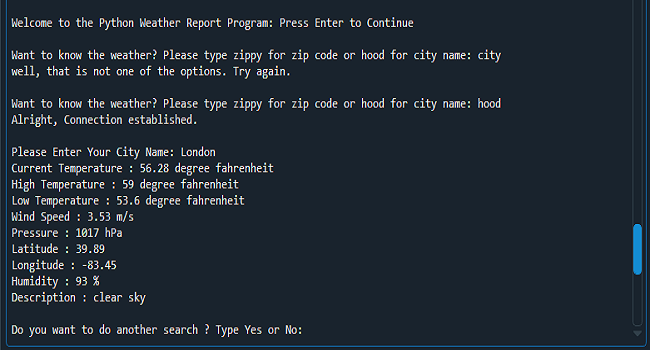 Welcome to the Python Weather Report Program: Press Enter to Continue
Want to know the weather? Please type zippy for zip code or hood for city name: city
well, that is not one of the options. Try again.
Want to know the weather? Please type zippy for zip code or hood for city name: hood
Alright, Connection established.
Please Enter Your City Name: London
Current Temperature : 56.28 degree fahrenheit
High Temperature : 59 degree fahrenheit
Low Temperature : 53.6 degree fahrenheit
Wind Speed : 3.53 m/s
Pressure : 1017 hPa
Latitude : 39.89
Longitude : -83.45
Humidity : 93 %
Description : clear sky
Do you want to do another search ? Type Yes or No: